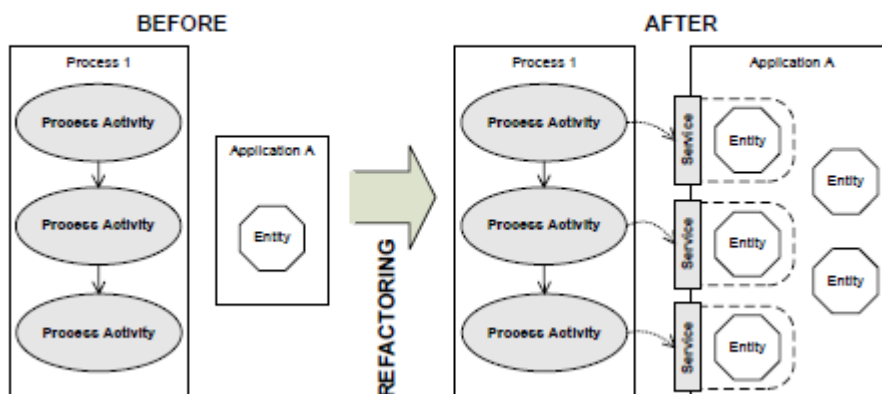 BEFORE
AFTER
Process 1
Process Activity
Process Activity
Process Activity
Application A
Entity
REFACTORING
Process 1
Process Activity
Process Activity
Process Activity
Application A
Service
Entity
Service
Entity
Service
Entity
Entity
Entity